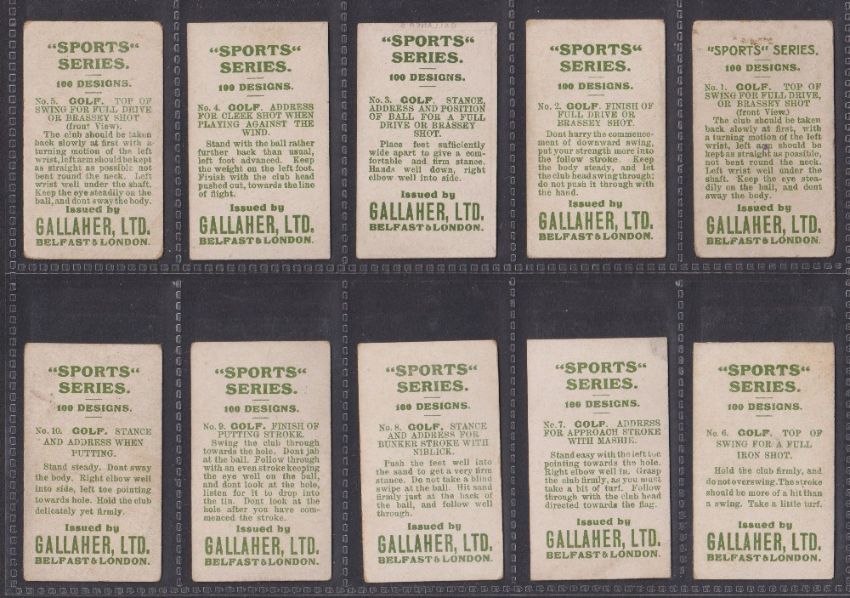 "SPORTS"
SERIES.
100 DESIGNS.
No. 5. GOLF. TOP OF
SWING FOR FULL DRIVE
OR BRASSEY SHOT
(front View).
The club should be taken
back slowly at first with a
turning motion of the left
wrist, left arm should be kept
as straight as possible not
bent round the neck. Left
wrist well under the shaft.
Keep the eye steadily on the
ball, and dont sway the body.
Issued by
GALLAHER, LTD.
BELFAST & LONDON.
"SPORTS"
SERIES.
100 DESIGNS.
No. 4. GOLF. ADDRESS
FOR CLEEK SHOT WHEN
PLAYING AGAINST THE
WIND.
Stand with the ball rather
further back than usual,
left foot advanced. Keep
the weight on the left foot.
Finish with the club head
pushed out, towards the line
of flight.
Issued by
GALLAHER, LTD.
BELFAST & LONDON.
"SPORTS"
SERIES.
100 DESIGNS.
No. 3. GOLF. STANCE,
ADDRESS AND POSITION
OF BALL FOR A FULL
DRIVE OR BRASSEY
SHOT.
Place feet sufficiently
wide apart to give a com-
fortable and firm stance.
Hands well down, right
elbow well into side.
Issued by
GALLAHER, LTD.
BELFAST & LONDON.
"SPORTS"
SERIES.
100 DESIGNS.
No. 2. GOLF. FINISH OF
FULL DRIVE OR BRASSEY
SHOT.
Dont hurry the commence-
ment of downward swing,
put your strength more into
the follow stroke. Keep
the body steady, and let
the club head swing through;
do not push it through with
the hand.
Issued by
GALLAHER, LTD.
BELFAST & LONDON.
"SPORTS" SERIES.
100 DESIGNS.
No. 1. GOLF. TOP OF
SWING FOR FULL DRIVE,
OR BRASSEY SHOT
(front View).
The club should be taken
back slowly at first, with
a turning motion of the left
wrist, left arm should be
kept as straight as possible,
not bent round the neck.
Left wrist well under the
shaft. Keep the eye stea-
dily on the ball, and dont
sway the body.
Issued by
GALLAHER, LTD.
BELFAST & LONDON.
"SPORTS"
SERIES.
100 DESIGNS.
No. 10. GOLF. STANCE
AND ADDRESS WHEN
PUTTING.
Stand steady. Dont sway
the body. Right elbow well
into side, left toe pointing
towards hole. Hold the club
delicately yet firmly.
Issued by
GALLAHER, LTD.
BELFAST & LONDON.
"SPORTS"
SERIES.
100 DESIGNS.
No. 9. GOLF. FINISH OF
PUTTING STROKE.
Swing the club through
towards the hole. Dont jab
at the ball. Follow through
with an even stroke keeping
the eye well on the ball,
and dont look at the hole,
listen for it to drop into
the tin. Dont look at the
hole after you have com-
menced the stroke.
Issued by
GALLAHER, LTD.
BELFAST & LONDON.
"SPORTS"
SERIES.
100 DESIGNS.
No. 8. GOLF. STANCE
AND ADDRESS FOR
BUNKER STROKE WITH
NIBLICK.
Push the feet well into
the sand to get a very firm
stance. Do not take a blind
swipe at the ball. Hit sand
firmly just at the back of
the ball, and follow well
through.
Issued by
GALLAHER, LTD.
BELFAST & LONDON.
"SPORTS"
SERIES.
100 DESIGNS.
No. 7. GOLF. ADDRESS
FOR APPROACH STROKE
WITH MASHIE.
Stand easy with the left toe
pointing towards the hole.
Right elbow well in. Grasp
the club firmly, as you must
take a bit of turf. Follow
through with the club head
directed towards the flag.
Issued by
GALLAHER, LTD.
BELFAST & LONDON.
"SPORTS"
SERIES.
100 DESIGNS.
No. 6. GOLF. TOP OF
SWING FOR A FULL
IRON SHOT.
Hold the club firmly, and
do not overswing. The stroke
should be more of a hit than
a swing. Take a little turf.
Issued by
GALLAHER, LTD.
BELFAST & LONDON.